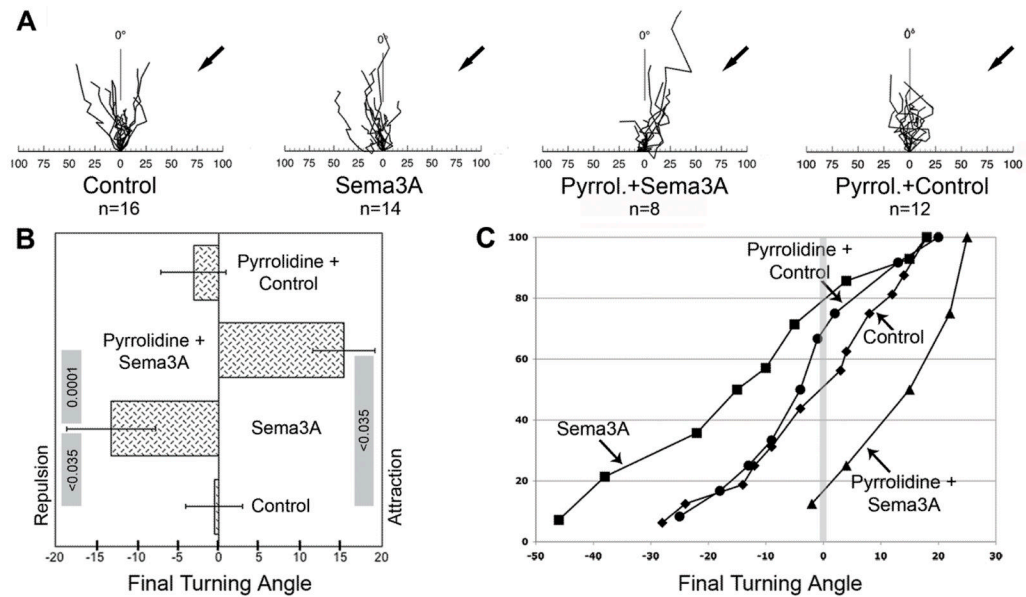 A
0°
0°
0°
0°
100 75 50 25 0 25 50 75 100
100 75 50 25 0 25 50 75 100
100 75 50 25 0 25 50 75 100
100 75 50 25 0 25 50 75 100
Control
n=16
Sema3A
n=14
Pyrrol.+Sema3A
n=8
Pyrrol.+Control
n=12
B
Repulsion
Attraction
Pyrrolidine +
Control
Pyrrolidine +
Sema3A
Sema3A
Control
0.0001
<0.035
<0.035
-20 -15 -10 -5 0 5 10 15 20
Final Turning Angle
C
100
80
60
40
20
0
Pyrrolidine +
Control
Control
Sema3A
Pyrrolidine +
Sema3A
-50 -40 -30 -20 -10 0 10 20 30
Final Turning Angle